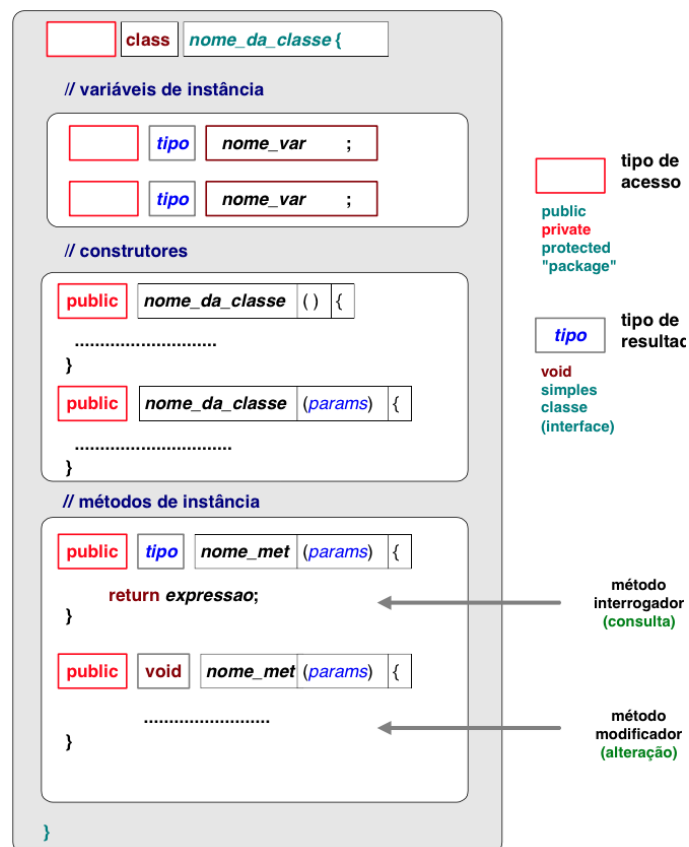 class nome_da_classe {
// variáveis de instância
tipo nome_var ;
tipo nome_var ;
// construtores
public nome_da_classe () {
............................
}
public nome_da_classe (params) {
...............................
}
// métodos de instância
public tipo nome_met (params) {
return expressao;
}
public void nome_met (params) {
.........................
}
}
tipo de
acesso
public
private
protected
"package"
tipo
tipo de
resultad
void
simples
classe
(interface)
método
interrogador
(consulta)
método
modificador
(alteração)